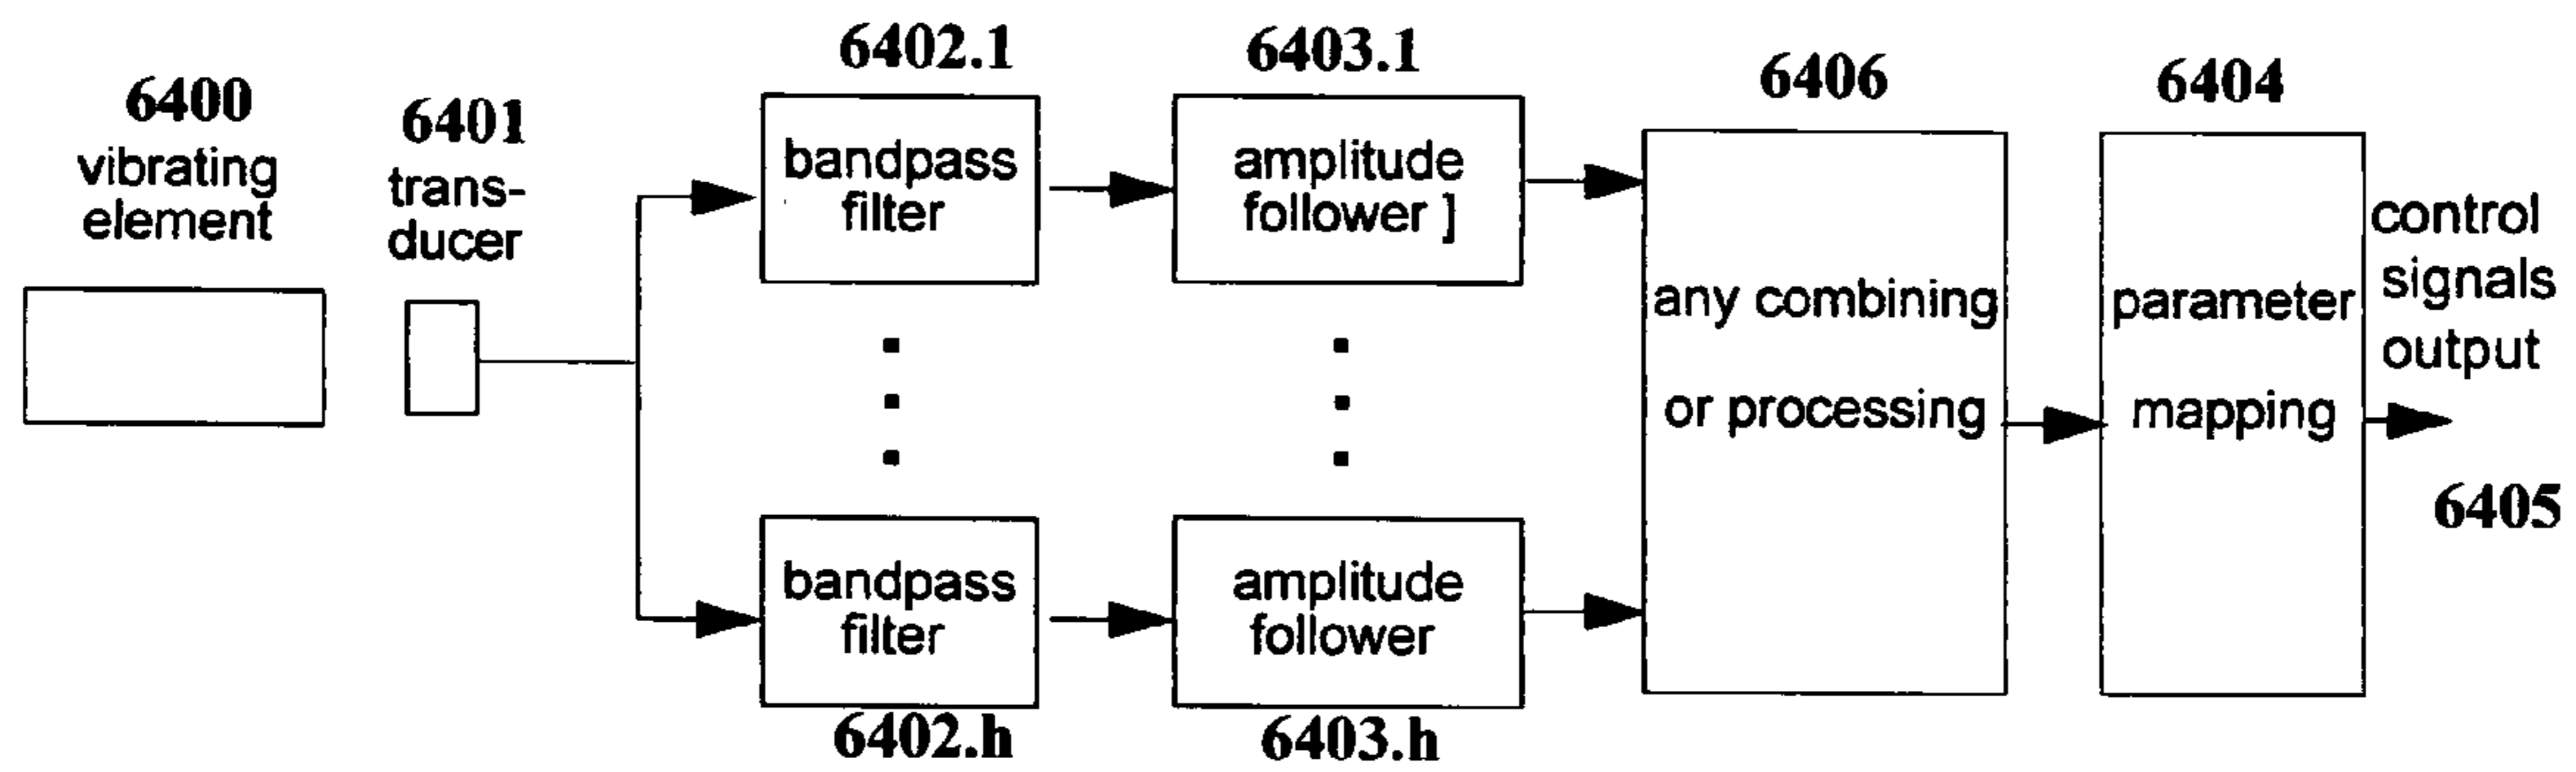 6400
vibrating
element
6401
trans-
ducer
6402.1
bandpass
filter
6403.1
amplitude
follower ]
6402.h
bandpass
filter
6403.h
amplitude
follower
6406
any combining
or processing
6404
parameter
mapping
control
signals
output
6405